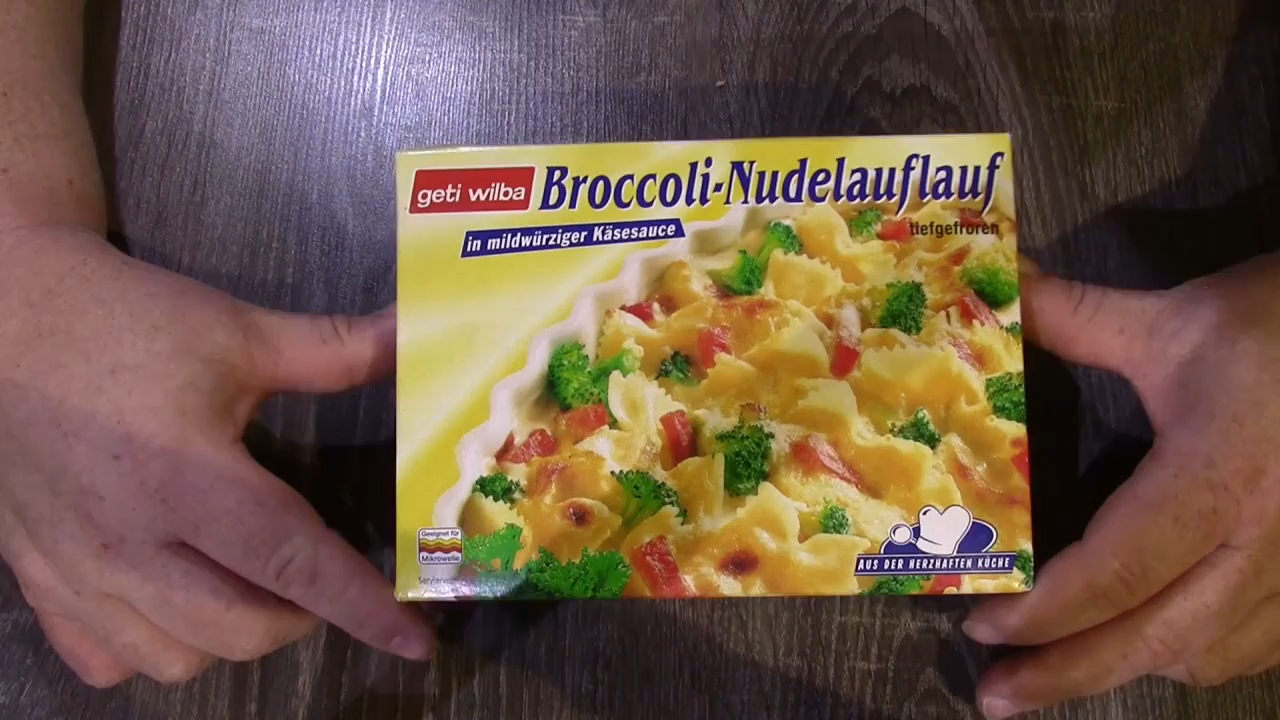 geti wilba
Broccoli-Nudelauflauf
tiefgefroren
in mildwürziger Käsesauce
Geeignet für
Mikrowelle
AUS DER HERZHAFTEN KÜCHE